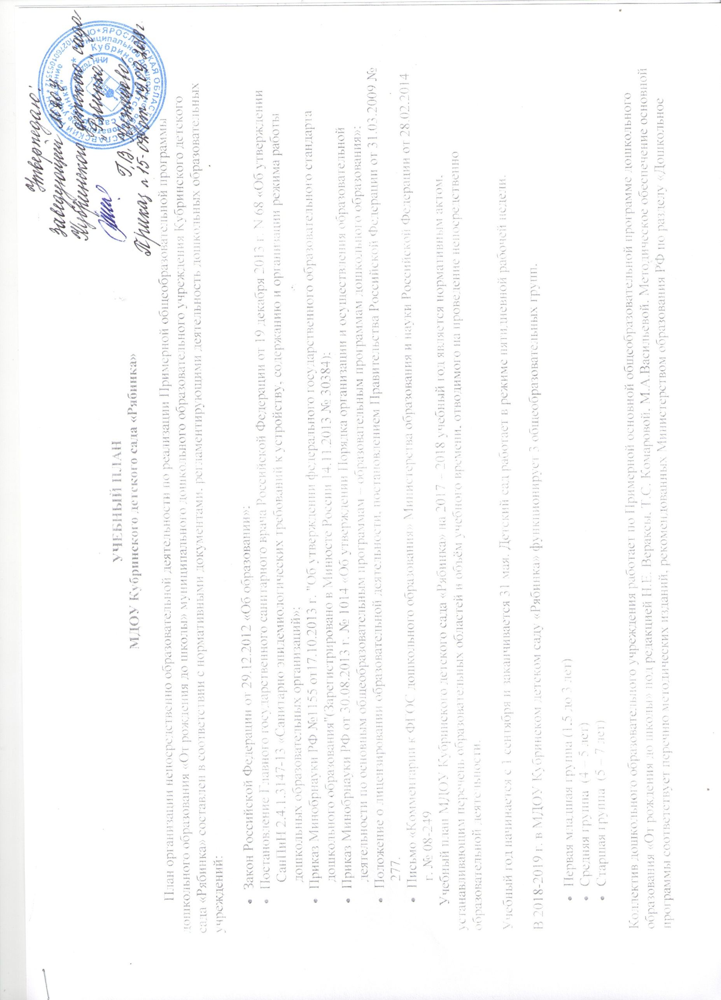 Утверждаю:
Заведующий МДОУ
Кубринского детского сада
"Рябинка"
Т.В. Кузнецова
Приказ №15- от 19.09.2018г
УЧЕБНЫЙ ПЛАН
МДОУ Кубринского детского сада «Рябинка»
План организации непосредственно образовательной деятельности по реализации Примерной общеобразовательной программы
дошкольного образования «От рождения до школы» муниципального дошкольного образовательного учреждения Кубринского детского
сада «Рябинка» составлен в соответствии с нормативными документами, регламентирующими деятельность дошкольных образовательных
учреждений:
• Закон Российской Федерации от 29.12.2012 «Об образовании»;
• Постановление Главного государственного санитарного врача Российской Федерации от 19 декабря 2013 г. N 68 «Об утверждении
СанПиН 2.4.1.3147-13 «Санитарно эпидемиологических требований к устройству, содержанию и организации режима работы
дошкольных образовательных организаций»;
• Приказ Минобрнауки РФ №1155 от17.10.2013 г. "Об утверждении федерального государственного образовательного стандарта
дошкольного образования"(Зарегистрировано в Минюсте России 14.11.2013 № 30384);
• Приказ Минобрнауки РФ от 30.08.2013 г. № 1014 «Об утверждении Порядка организации и осуществления образовательной
деятельности по основным общеобразовательным программам – образовательным программам дошкольного образования»;
• Положение о лицензировании образовательной деятельности, постановлением Правительства Российской Федерации от 31.03.2009 №
277.
• Письмо «Комментарии к ФГОС дошкольного образования» Министерства образования и науки Российской Федерации от 28.02.2014
г. № 08-249
Учебный план МДОУ Кубринского детского сада «Рябинка» на 2017 – 2018 учебный год является нормативным актом,
устанавливающим перечень образовательных областей и объём учебного времени, отводимого на проведение непосредственно
образовательной деятельности.
Учебный год начинается с 1 сентября и заканчивается 31 мая. Детский сад работает в режиме пятидневной рабочей недели.
В 2018-2019 г. в МДОУ Кубринском детском саду «Рябинка» функционирует 3 общеобразовательных групп.
• Первая младшая группа (1,5 до 3 лет)
• Средняя группа (4 – 5 лет)
• Старшая группа (5– 7 лет)
Коллектив дошкольного образовательного учреждения работает по Примерной основной общеобразовательной программе дошкольного
образования «От рождения до школы» под редакцией Н.Е. Вераксы, Т.С. Комаровой, М.А.Васильевой. Методическое обеспечение основной
программы соответствует перечню методических изданий, рекомендованных Министерством образования РФ по разделу «Дошкольное